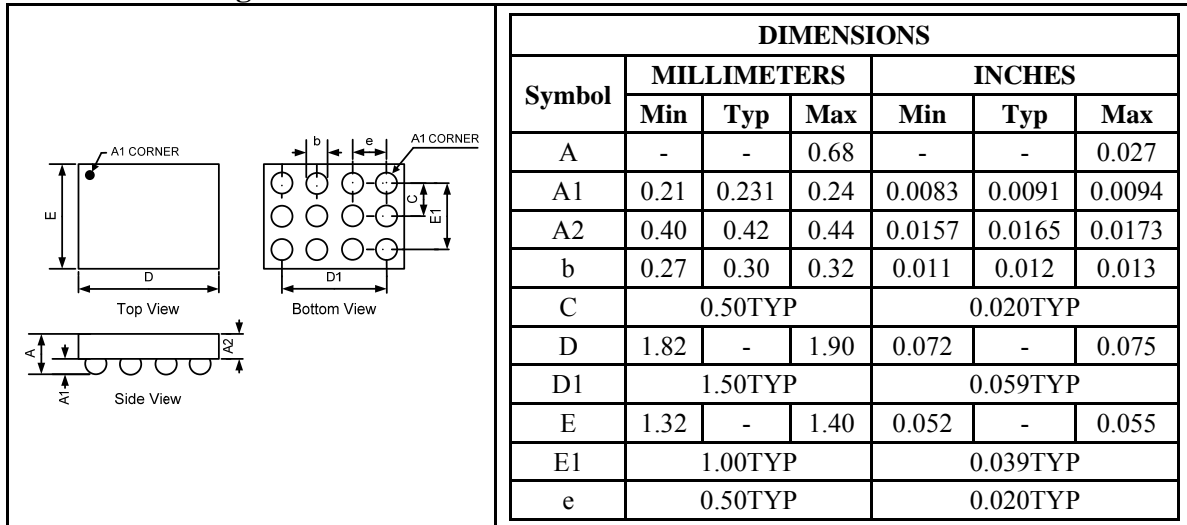 A1 CORNER
E
D
Top View
b
e
A1 CORNER
C
E1
D1
Bottom View
A
A1
A2
Side View
DIMENSIONS
Symbol MILLIMETERS INCHES
Min Typ Max Min Typ Max
A - - 0.68 - - 0.027
A1 0.21 0.231 0.24 0.0083 0.0091 0.0094
A2 0.40 0.42 0.44 0.0157 0.0165 0.0173
b 0.27 0.30 0.32 0.011 0.012 0.013
C 0.50TYP 0.020TYP
D 1.82 - 1.90 0.072 - 0.075
D1 1.50TYP 0.059TYP
E 1.32 - 1.40 0.052 - 0.055
E1 1.00TYP 0.039TYP
e 0.50TYP 0.020TYP